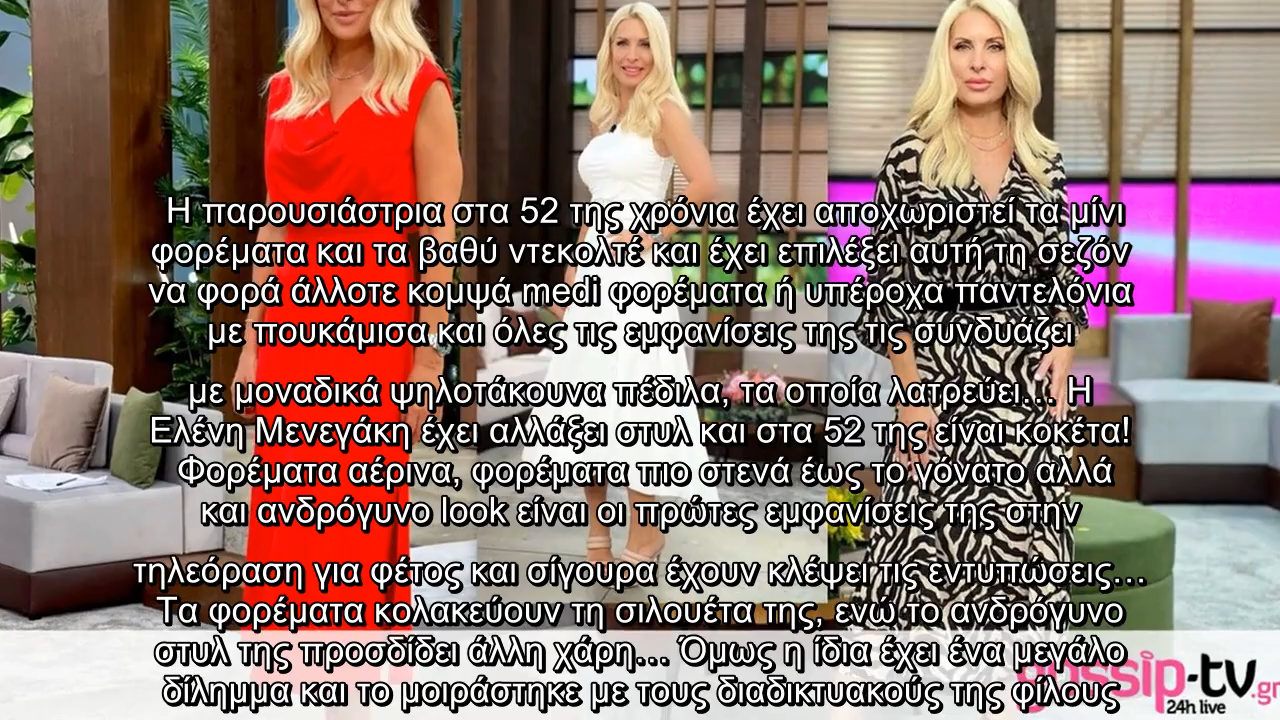 Η παρουσιάστρια στα 52 της χρόνια έχει αποχωριστεί τα μίνι
φορέματα και τα βαθύ ντεκολτέ και έχει επιλέξει αυτή τη σεζόν
να φορά άλλοτε κομψά medi φορέματα ή υπέροχα παντελόνια
με πουκάμισα και όλες τις εμφανίσεις της τις συνδυάζει
με μοναδικά ψηλοτάκουνα πέδιλα, τα οποία λατρεύει... Η
Ελένη Μενεγάκη έχει αλλάξει στυλ και στα 52 της είναι κοκέτα!
Φορέματα αέρινα, φορέματα πιο στενά έως το γόνατο αλλά
και ανδρόγυνο look είναι οι πρώτες εμφανίσεις της στην
τηλεόραση για φέτος και σίγουρα έχουν κλέψει τις εντυπώσεις...
Τα φορέματα κολακεύουν τη σιλουέτα της, ενώ το ανδρόγυνο
στυλ της προσδίδει άλλη χάρη... Όμως η ίδια έχει ένα μεγάλο
δίλημμα και το μοιράστηκε με τους διαδικτυακούς της φίλους
gossip-tv.gr
24h live